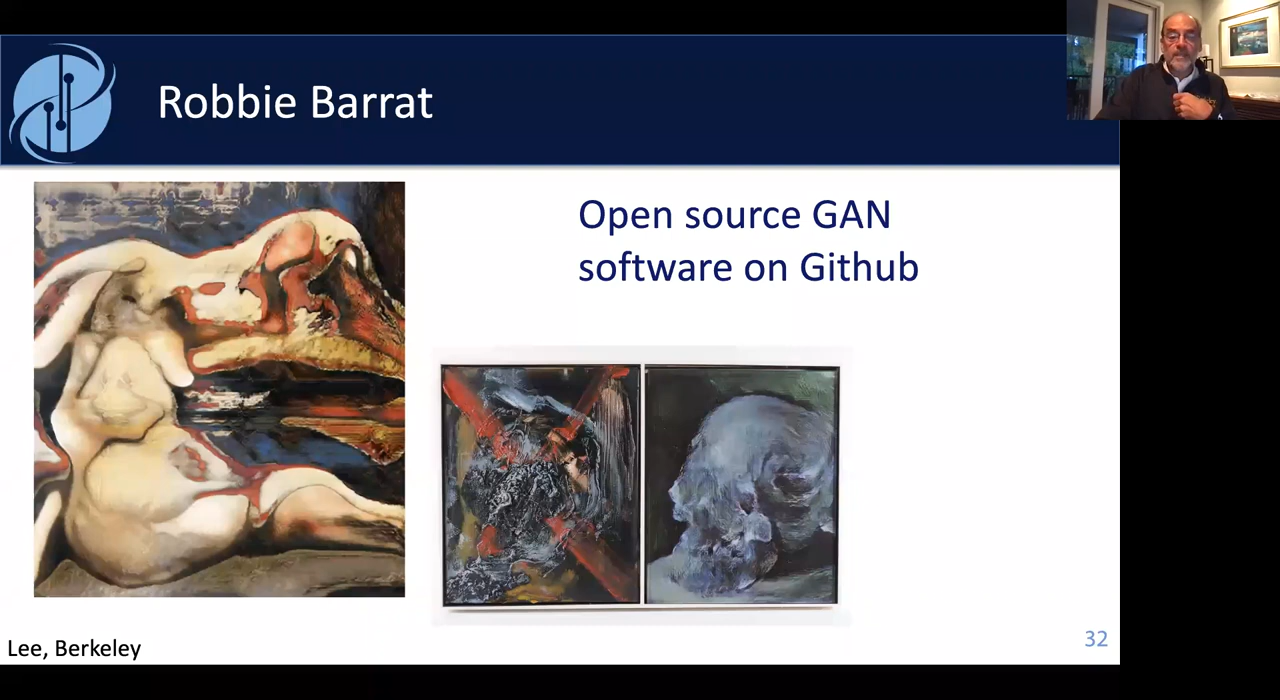 Robbie Barrat
Open source GAN
software on Github
Lee, Berkeley
32